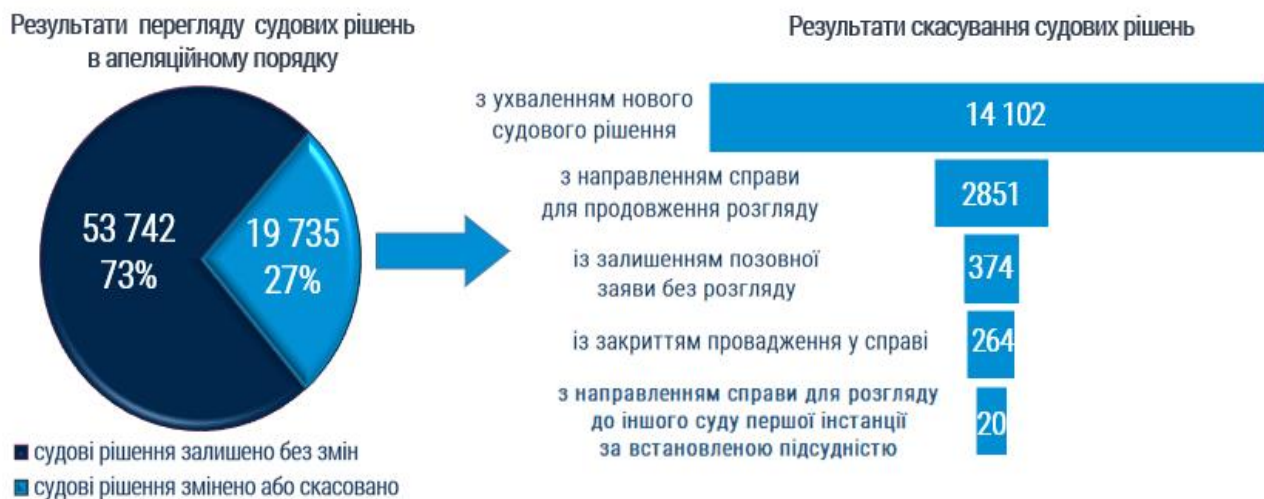 Результати перегляду судових рішень
в апеляційному порядку
53 742
73%
19 735
27%
судові рішення залишено без змін
судові рішення змінено або скасовано
Результати скасування судових рішень
з ухваленням нового
судового рішення
14 102
з направленням справи
для продовження розгляду
2851
із залишенням позовної
заяви без розгляду
374
із закриттям провадження у справі
264
з направленням справи для розгляду
до іншого суду першої інстанції
за встановленою підсудністю
20